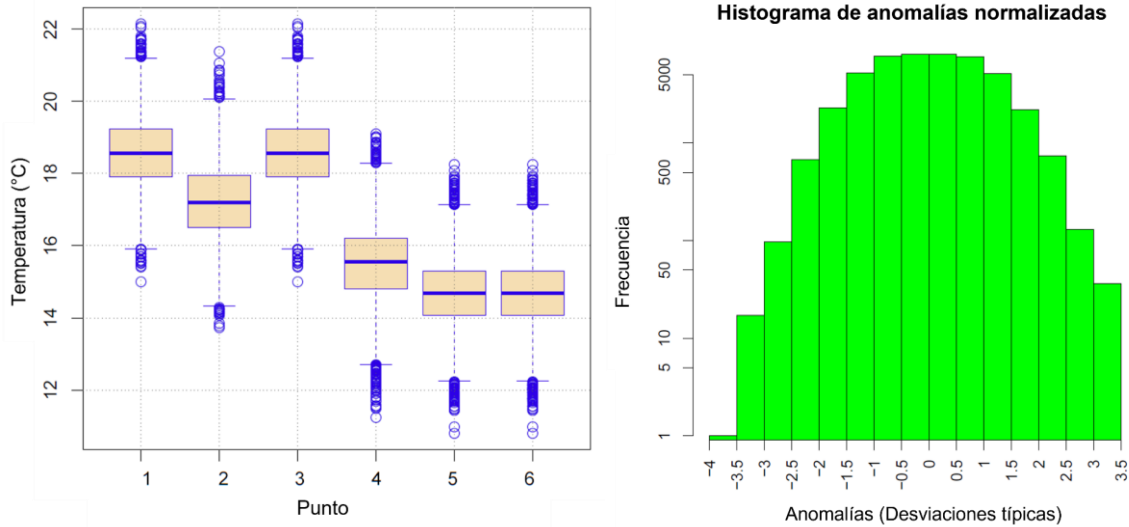 Temperatura (°C)
22
20
18
16
14
12
1 2 3 4 5 6
Punto
Histograma de anomalías normalizadas
Frecuencia
5000
500
50
10
5
1
−4 −3.5 −3 −2.5 −2 −1.5 −1 −0.5 0 0.5 1 1.5 2 2.5 3 3.5
Anomalías (Desviaciones típicas)